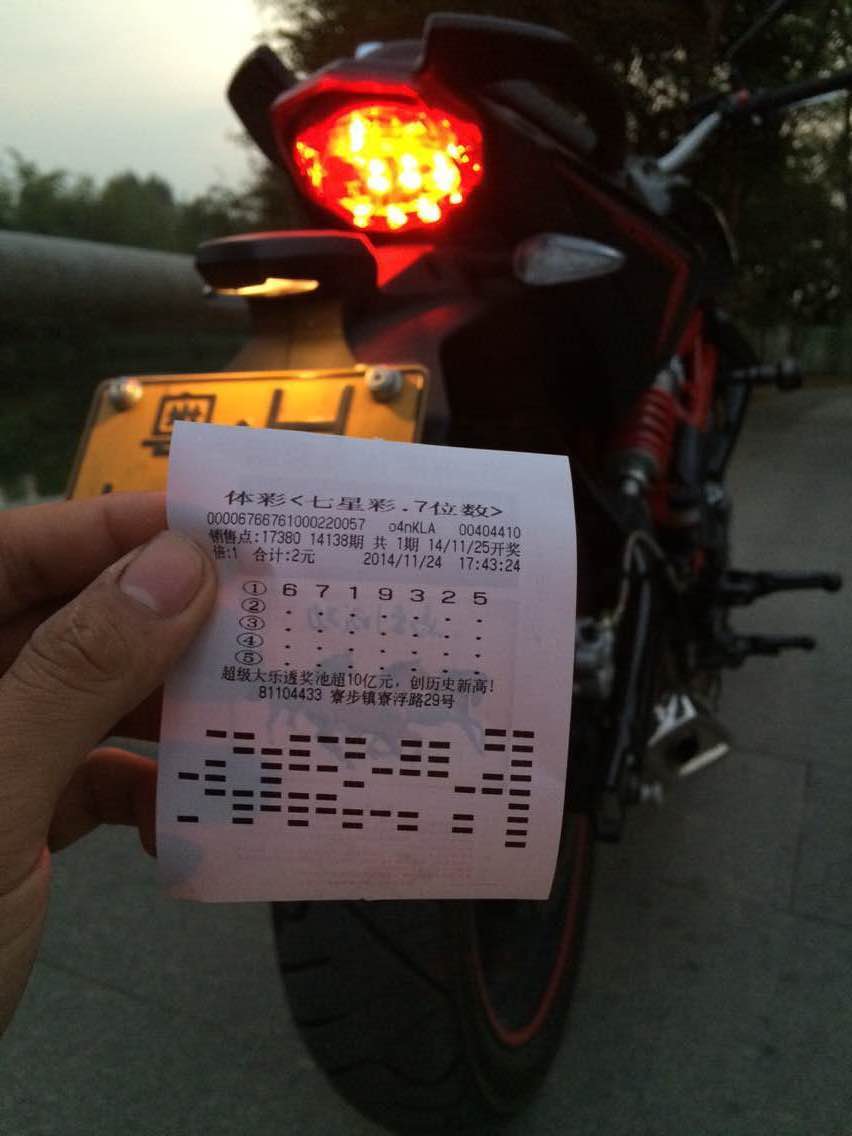 粤
体彩<七星彩.7位数>
00006766761000220057 o4nKLA 00404410
销售点:17380 14138期 共1期 14/11/25开奖
倍:1 合计:2元 2014/11/24 17:43:24
① 6 7 1 9 3 2 5
② - - - - - - -
③ - - - - - - -
④ - - - - - - -
⑤ - - - - - - -
超级大乐透奖池超10亿元，创历史新高!
81104433 寮步镇寮浮路29号